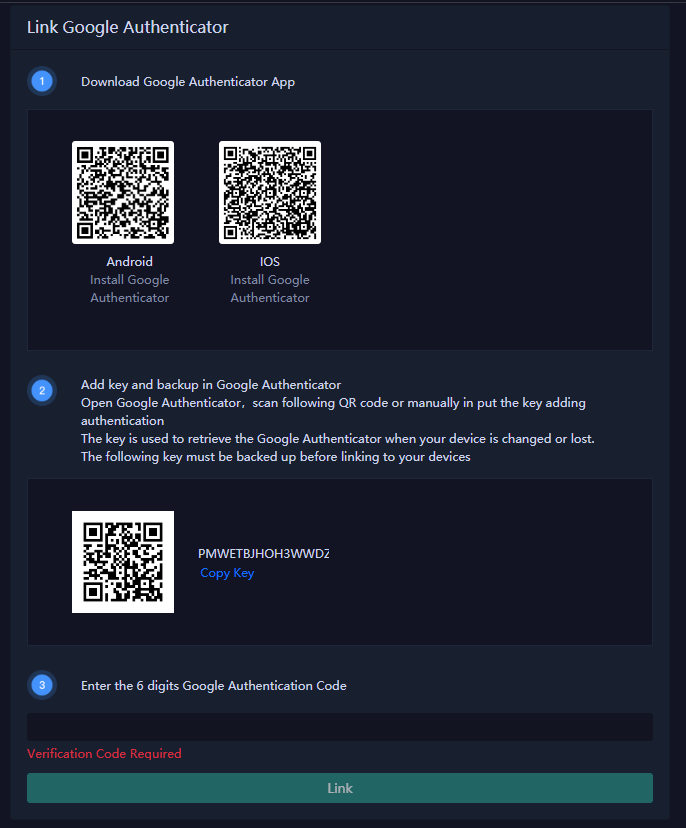 Link Google Authenticator
1
Download Google Authenticator App
Android
Install Google
Authenticator
IOS
Install Google
Authenticator
2
Add key and backup in Google Authenticator
Open Google Authenticator，scan following QR code or manually in put the key adding
authentication
The key is used to retrieve the Google Authenticator when your device is changed or lost.
The following key must be backed up before linking to your devices
PMWETBJHOH3WWDZ
Copy Key
3
Enter the 6 digits Google Authentication Code
Verification Code Required
Link